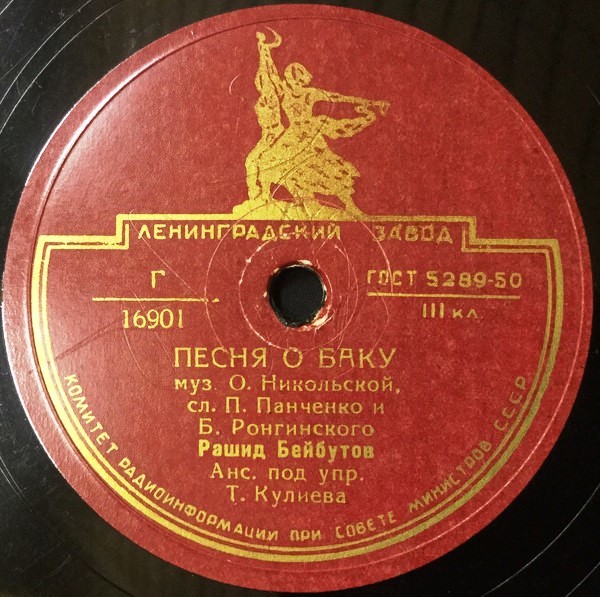 ЛЕНИНГРАДСКИЙ ЗАВОД
Г
16901
ГОСТ 5289-50
III кл.
ПЕСНЯ О БАКУ
муз. О. Никольской,
сл. П. Панченко и
Б. Ронгинского
Рашид Бейбутов
Анс. под упр.
Т. Кулиева
КОМИТЕТ РАДИОИНФОРМАЦИИ ПРИ СОВЕТЕ МИНИСТРОВ СССР